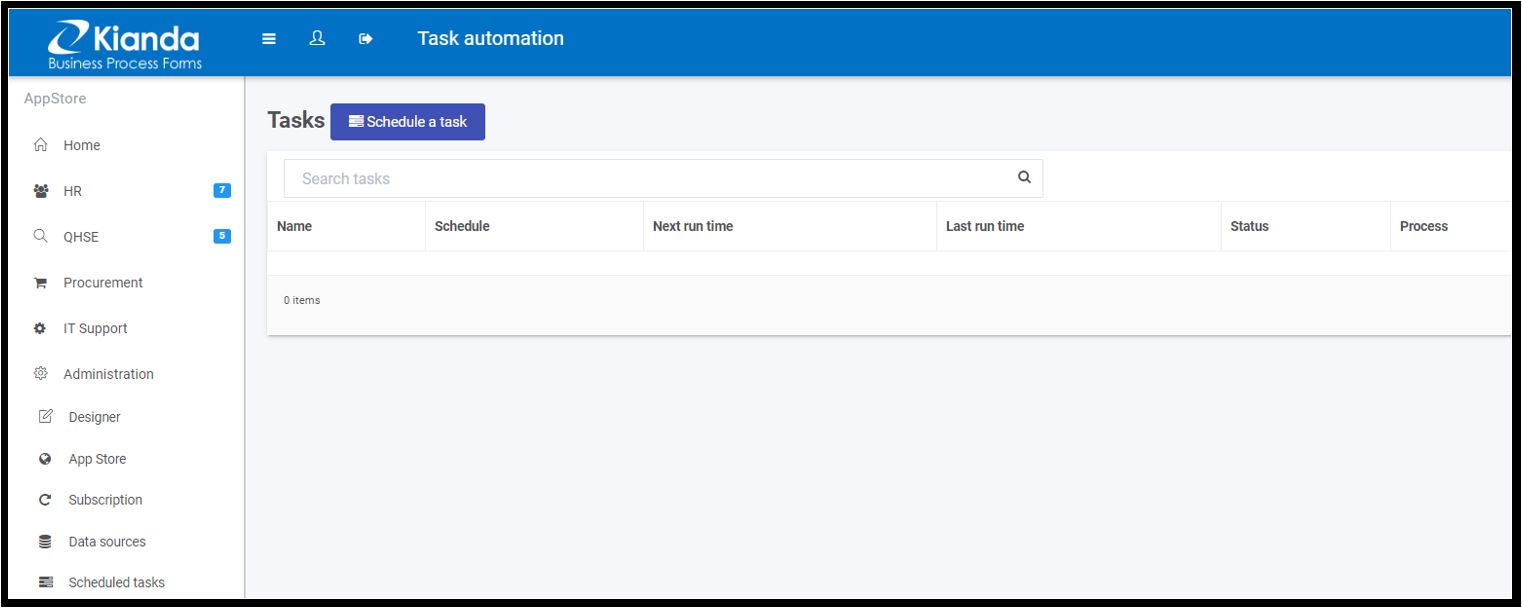 Kianda
Business Process Forms
Task automation
AppStore
Home
HR 7
QHSE 5
Procurement
IT Support
Administration
Designer
App Store
Subscription
Data sources
Scheduled tasks
Tasks Schedule a task
Search tasks
Name Schedule Next run time Last run time Status Process
0 items